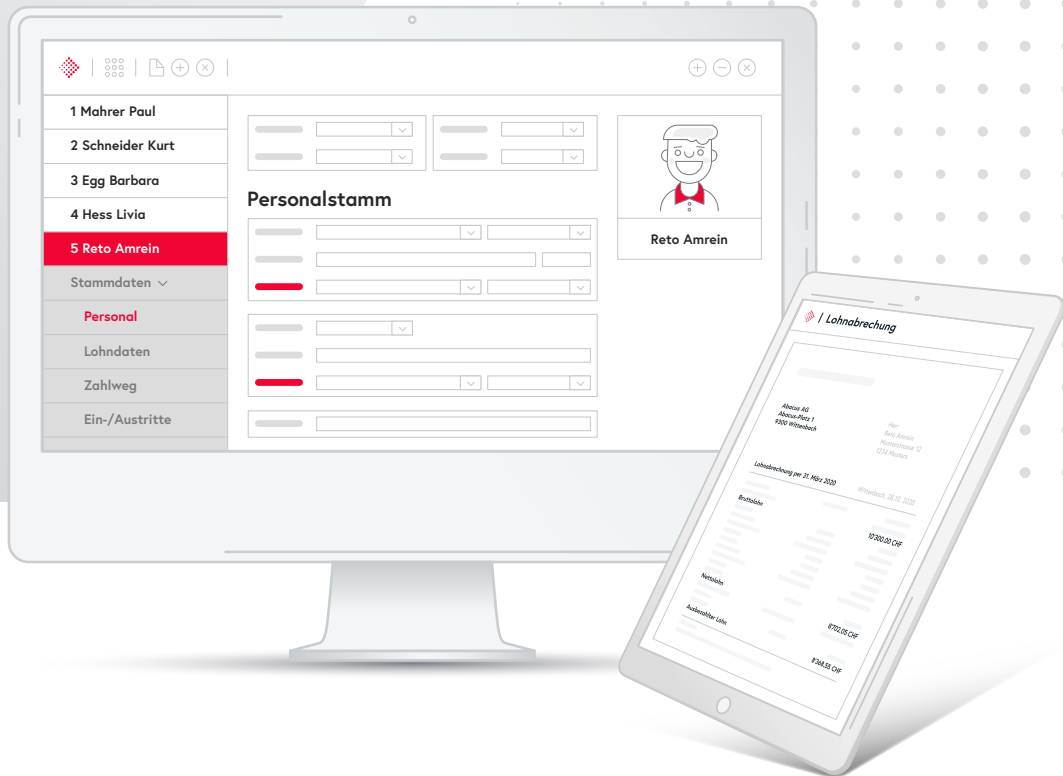 1 Mahrer Paul
2 Schneider Kurt
3 Egg Barbara
4 Hess Livia
5 Reto Amrein
Stammdaten
Personal
Lohndaten
Zahlweg
Ein-/Austritte
Personalstamm
Reto Amrein
| Lohnabrechung
Abacus AG
Abacus-Platz 1
9300 Wittenbach
Herr
Reto Amrein
Musterstrasse 12
1234 Musters
Lohnabrechnung per 31. März 2020
Wittenbach, 28.10. 2020
Bruttolohn
10'300.00 CHF
Nettolohn
8'702.05 CHF
Ausbezahlter Lohn
8'368.55 CHF